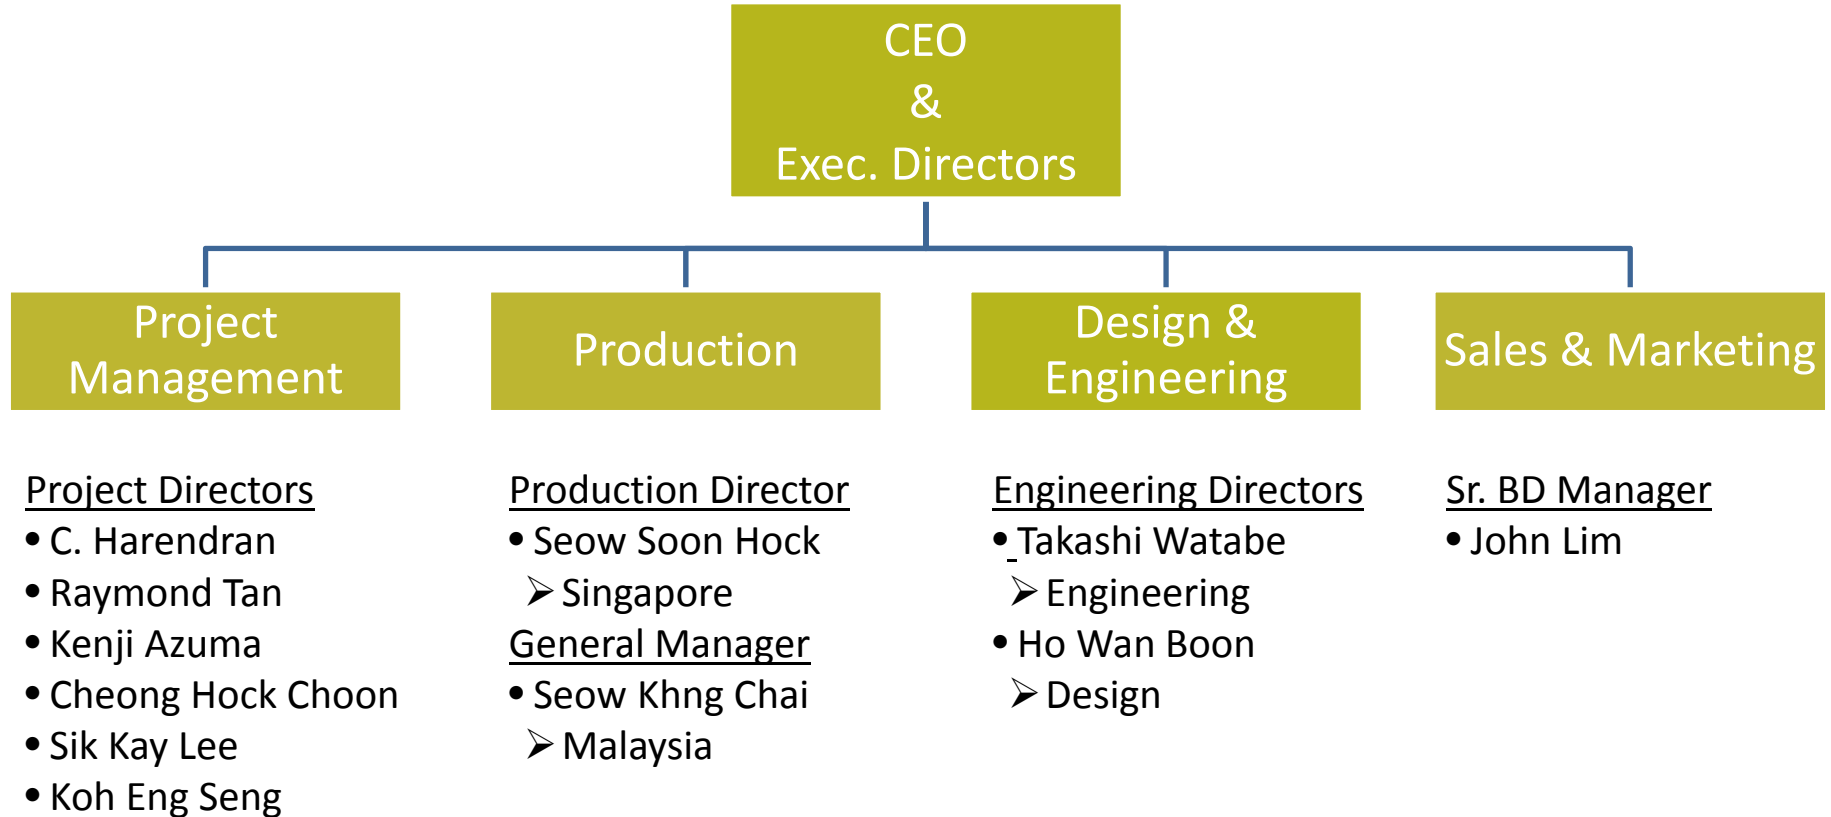 CEO
&
Exec. Directors
Project
Management
Production
Design &
Engineering
Sales & Marketing
Project Directors
• C. Harendran
• Raymond Tan
• Kenji Azuma
• Cheong Hock Choon
• Sik Kay Lee
• Koh Eng Seng
Production Director
• Seow Soon Hock
➢ Singapore
General Manager
• Seow Khng Chai
➢ Malaysia
Engineering Directors
• Takashi Watabe
➢ Engineering
• Ho Wan Boon
➢ Design
Sr. BD Manager
• John Lim